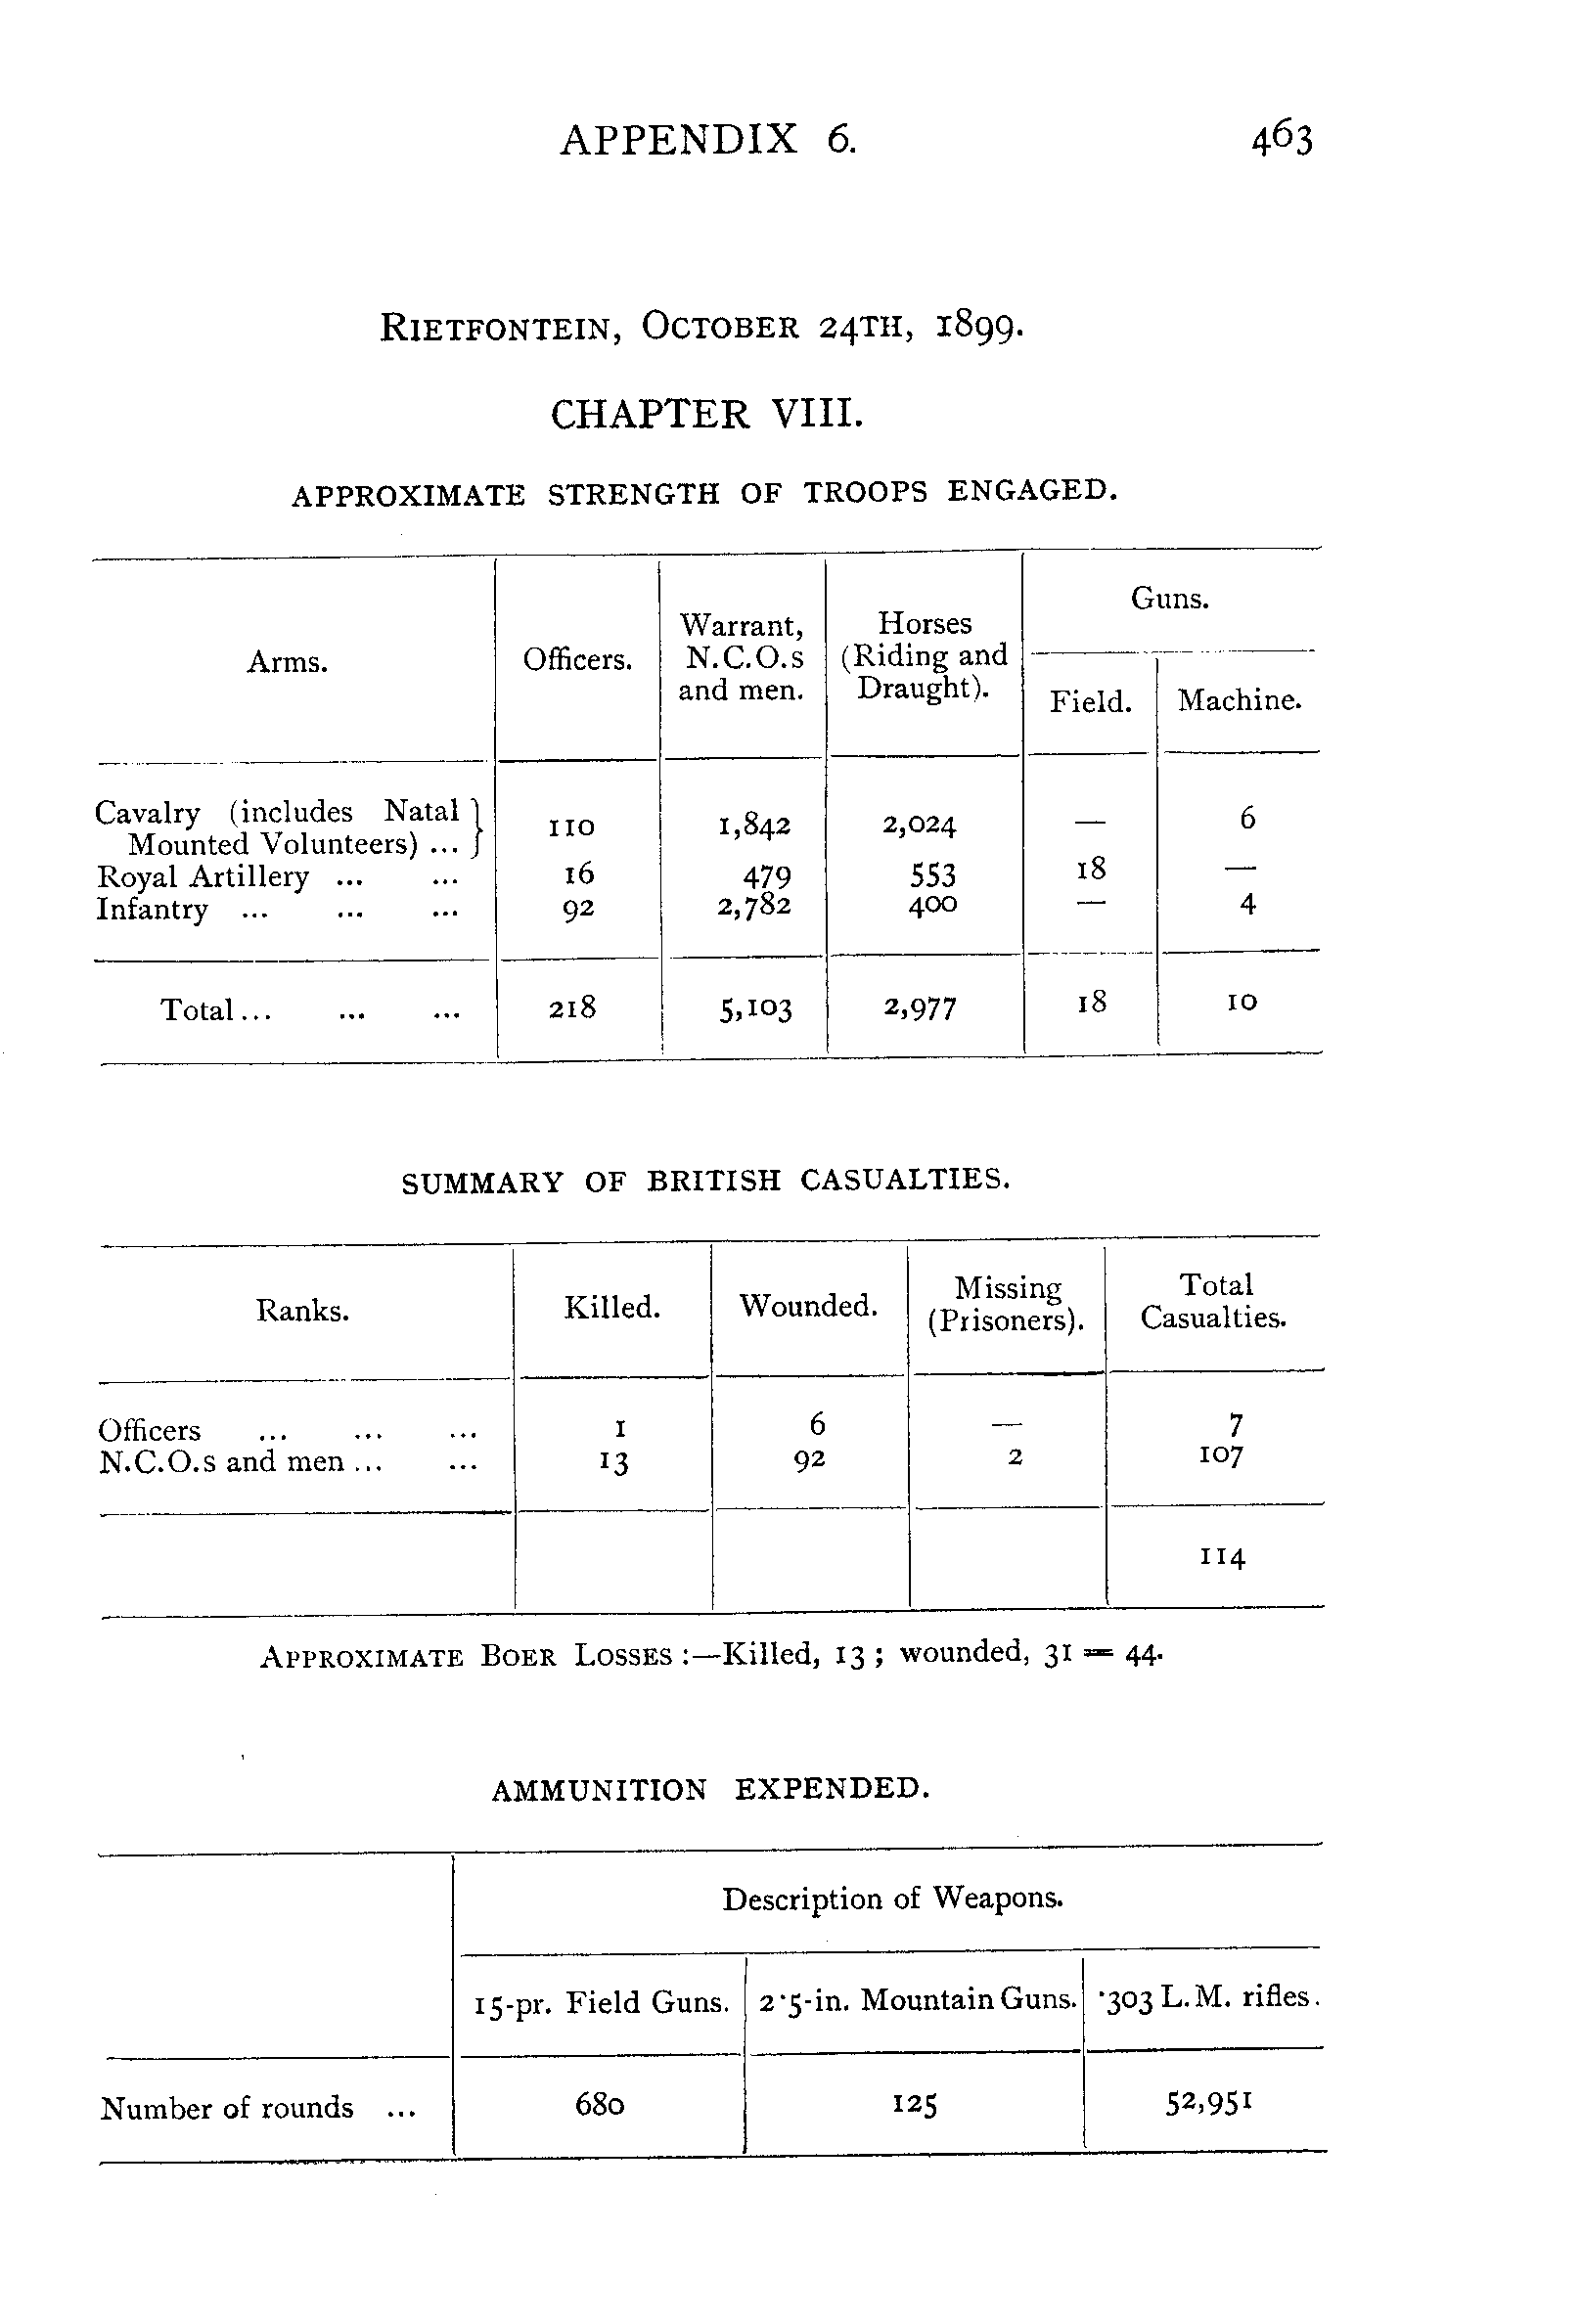 APPENDIX 6. 463
RIETFONTEIN, OCTOBER 24TH, 1899.
CHAPTER VIII.
APPROXIMATE STRENGTH OF TROOPS ENGAGED.
Arms. Officers. Warrant, N.C.O.s and men. Horses (Riding and Draught). Guns.
Field. Machine.
Cavalry (includes Natal
Mounted Volunteers) ... } 110 1,842 2,024 — 6
Royal Artillery ... ... 16 479 553 18 —
Infantry ... ... ... 92 2,782 400 — 4
Total... ... ... 218 5,103 2,977 18 10
SUMMARY OF BRITISH CASUALTIES.
Ranks. Killed. Wounded. Missing (Prisoners). Total Casualties.
Officers ... ... ... 1 6 — 7
N.C.O.s and men ... ... 13 92 2 107
114
APPROXIMATE BOER LOSSES :—Killed, 13 ; wounded, 31 = 44.
AMMUNITION EXPENDED.
Description of Weapons.
15-pr. Field Guns. 2·5-in. Mountain Guns. ·303 L.M. rifles.
Number of rounds ... 680 125 52,951